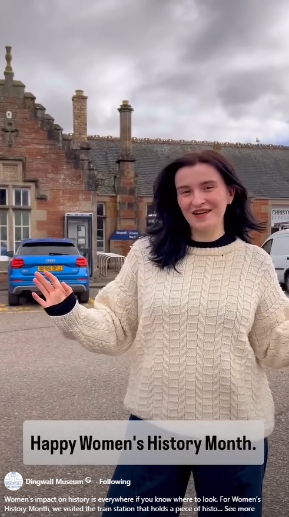 Happy Women's History Month.
Dingwall Museum · Following
Women's impact on history is everywhere if you know where to look. For Women's
History Month, we visited the train station that holds a piece of histo... See more